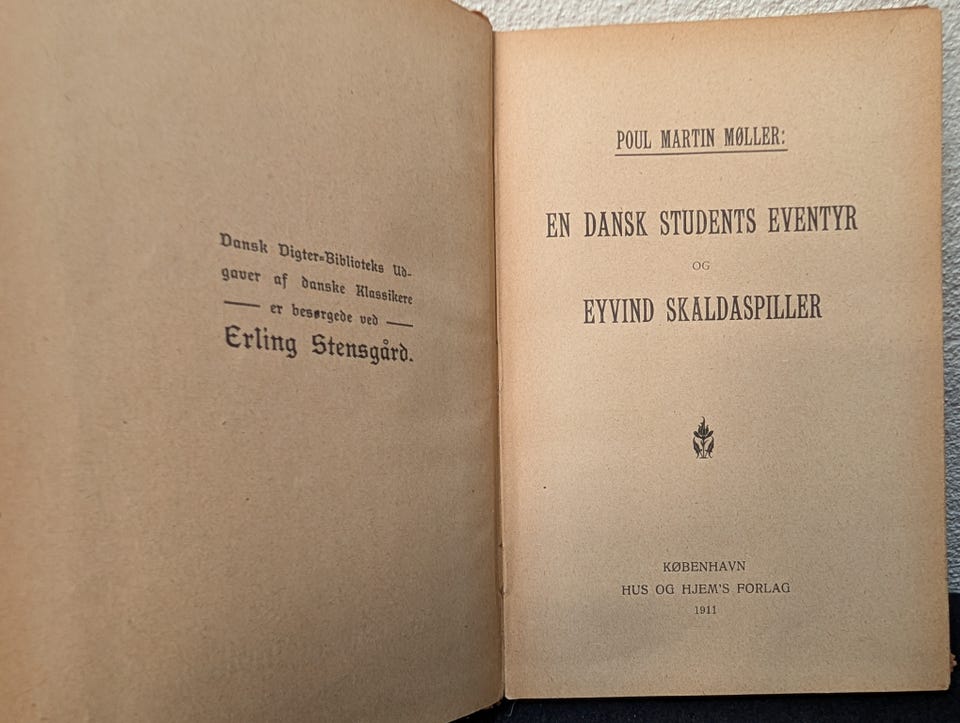 Dansk Digter-Biblioteks Ud-
gaver af danske Klassikere
— er besørgede ved —
Erling Stensgård.
POUL MARTIN MØLLER:
EN DANSK STUDENTS EVENTYR
OG
EYVIND SKALDASPILLER
KØBENHAVN
HUS OG HJEM'S FORLAG
1911